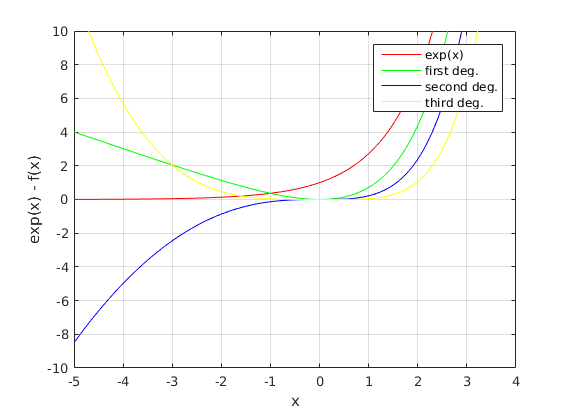 10
8
6
4
2
0
-2
-4
-6
-8
-10
exp(x) - f(x)
exp(x)
first deg.
second deg.
third deg.
-5 -4 -3 -2 -1 0 1 2 3 4
x